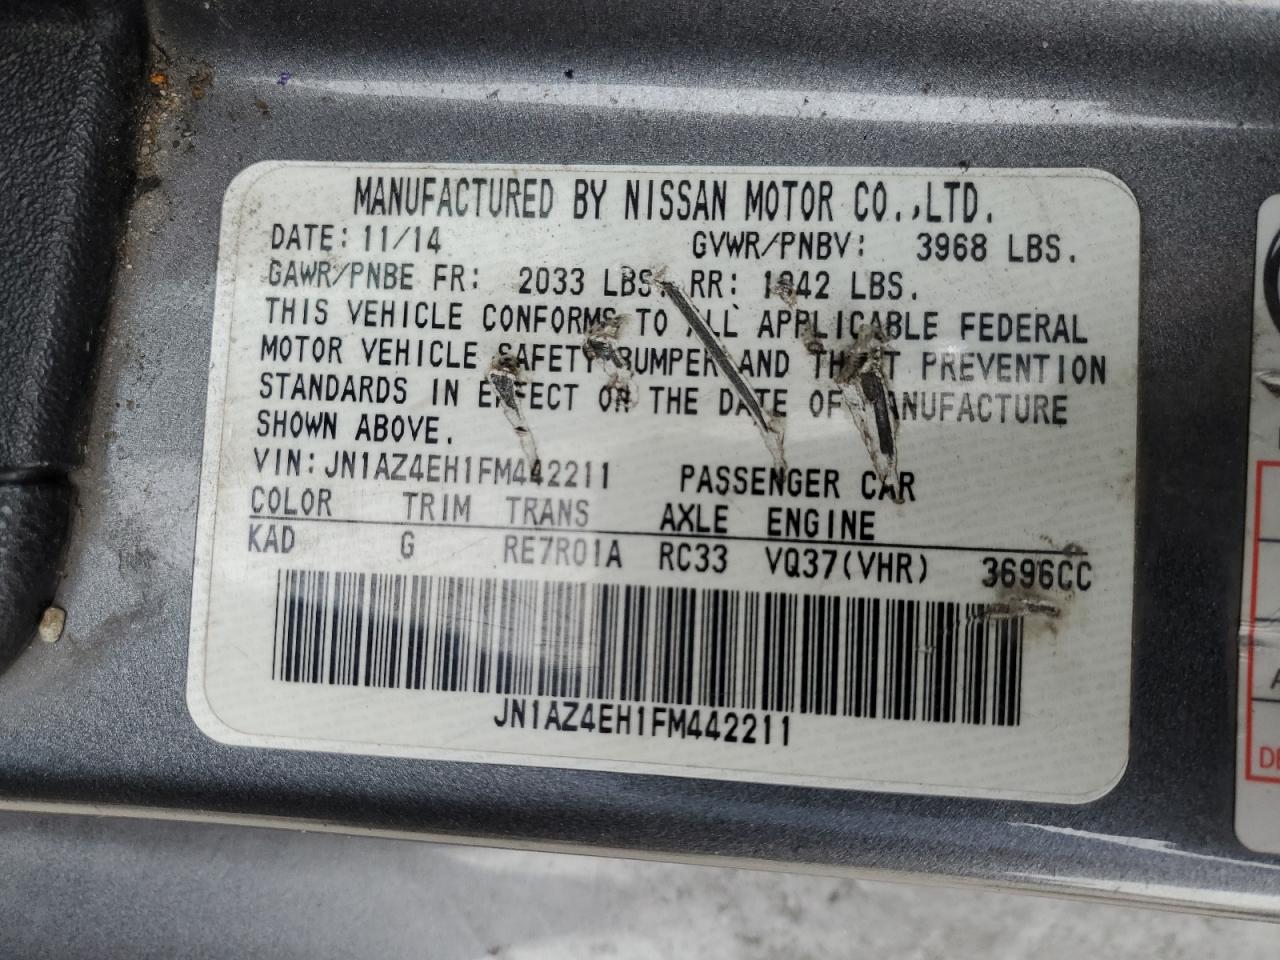 MANUFACTURED BY NISSAN MOTOR CO.,LTD.
DATE: 11/14 GVWR/PNBV: 3968 LBS.
GAWR/PNBE FR: 2033 LBS. RR: LBS.
THIS VEHICLE CONFORMS TO ALL APPLICABLE FEDERAL
MOTOR VEHICLE SAFETY BUMPER AND THEFT PREVENTION
STANDARDS IN EFFECT ON THE DATE OF MANUFACTURE
SHOWN ABOVE.
VIN: JN1AZ4EH1FM442211 PASSENGER CAR
COLOR TRIM TRANS AXLE ENGINE
KAD G RE7R01A RC33 VQ37(VHR) 3696CC
JN1AZ4EH1FM442211